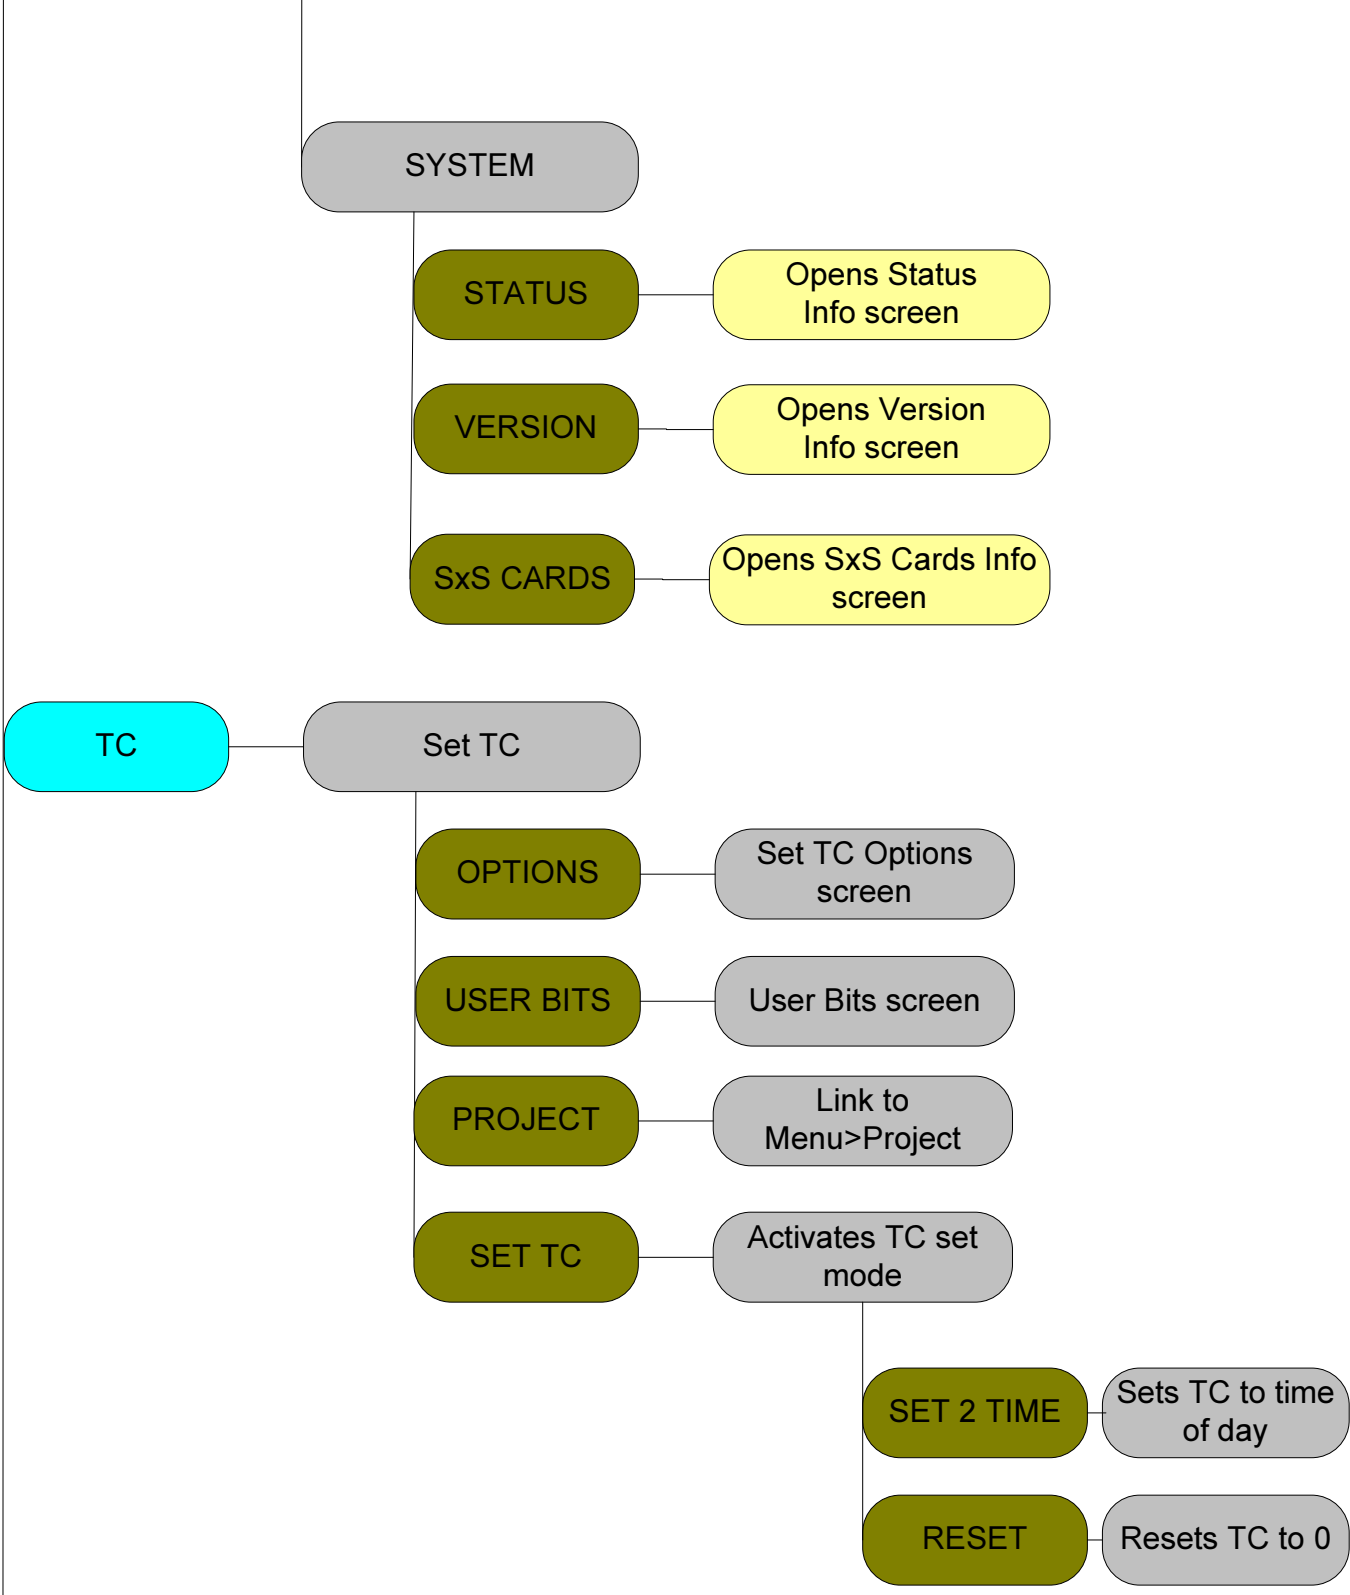 SYSTEM
STATUS
Opens Status
Info screen
VERSION
Opens Version
Info screen
SxS CARDS
Opens SxS Cards Info
screen
TC
Set TC
OPTIONS
Set TC Options
screen
USER BITS
User Bits screen
PROJECT
Link to
Menu>Project
SET TC
Activates TC set
mode
SET 2 TIME
Sets TC to time
of day
RESET
Resets TC to 0